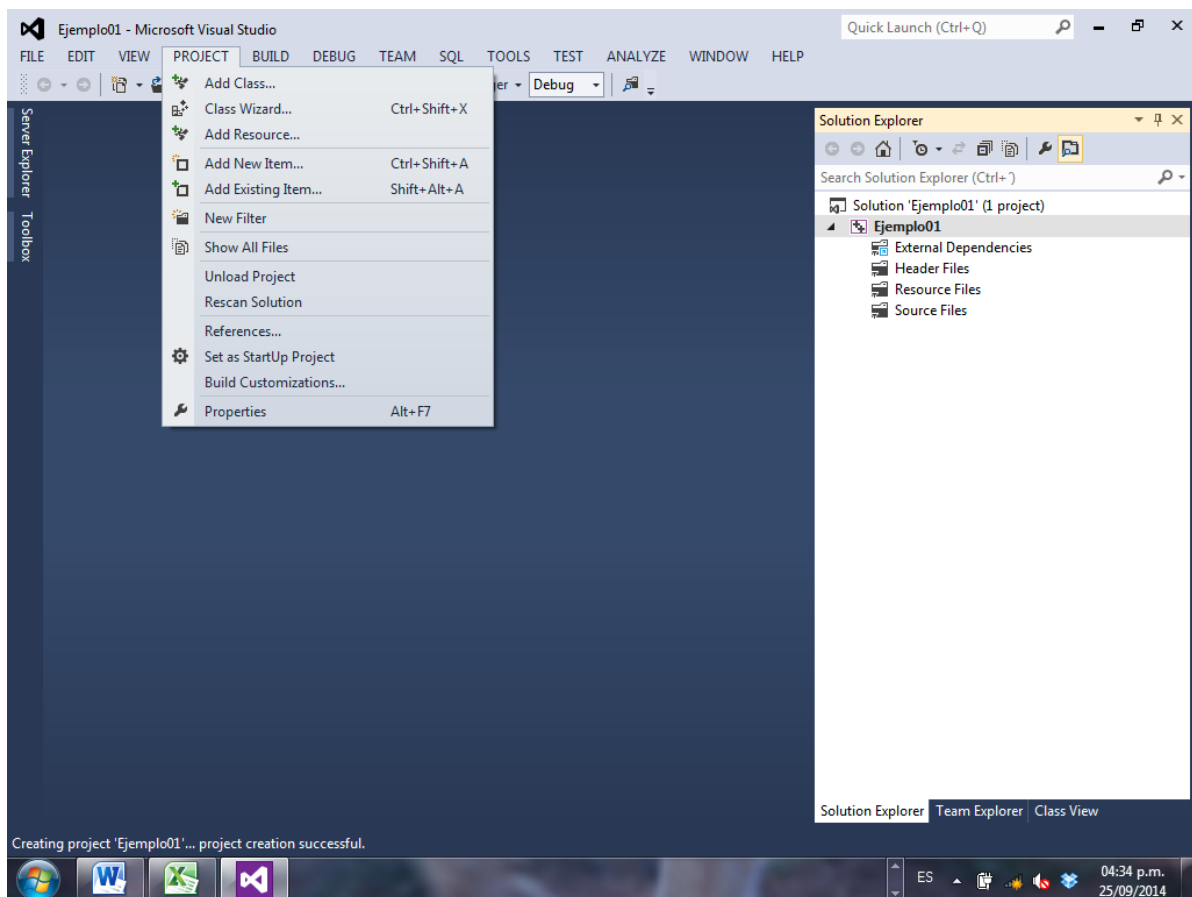 Ejemplo01 - Microsoft Visual Studio
Quick Launch (Ctrl+Q)
FILE EDIT VIEW PROJECT BUILD DEBUG TEAM SQL TOOLS TEST ANALYZE WINDOW HELP
Debug
Server Explorer
Toolbox
Add Class...
Class Wizard... Ctrl+Shift+X
Add Resource...
Add New Item... Ctrl+Shift+A
Add Existing Item... Shift+Alt+A
New Filter
Show All Files
Unload Project
Rescan Solution
References...
Set as StartUp Project
Build Customizations...
Properties Alt+F7
Solution Explorer
Search Solution Explorer (Ctrl+´)
Solution 'Ejemplo01' (1 project)
Ejemplo01
External Dependencies
Header Files
Resource Files
Source Files
Solution Explorer Team Explorer Class View
Creating project 'Ejemplo01'... project creation successful.
ES
04:34 p.m.
25/09/2014